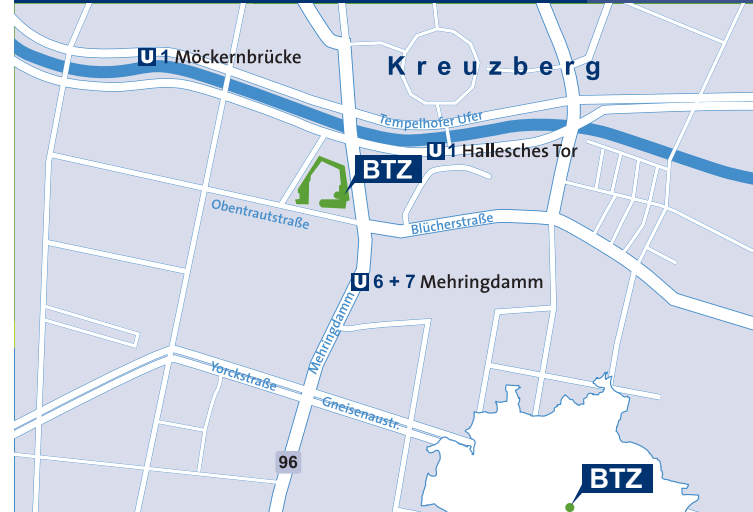 U 1 Möckernbrücke
Kreuzberg
Tempelhofer Ufer
U 1 Hallesches Tor
BTZ
Obentrautstraße
Blücherstraße
U 6 + 7 Mehringdamm
Mehringdamm
Yorckstraße
Gneisenaustr.
96
BTZ